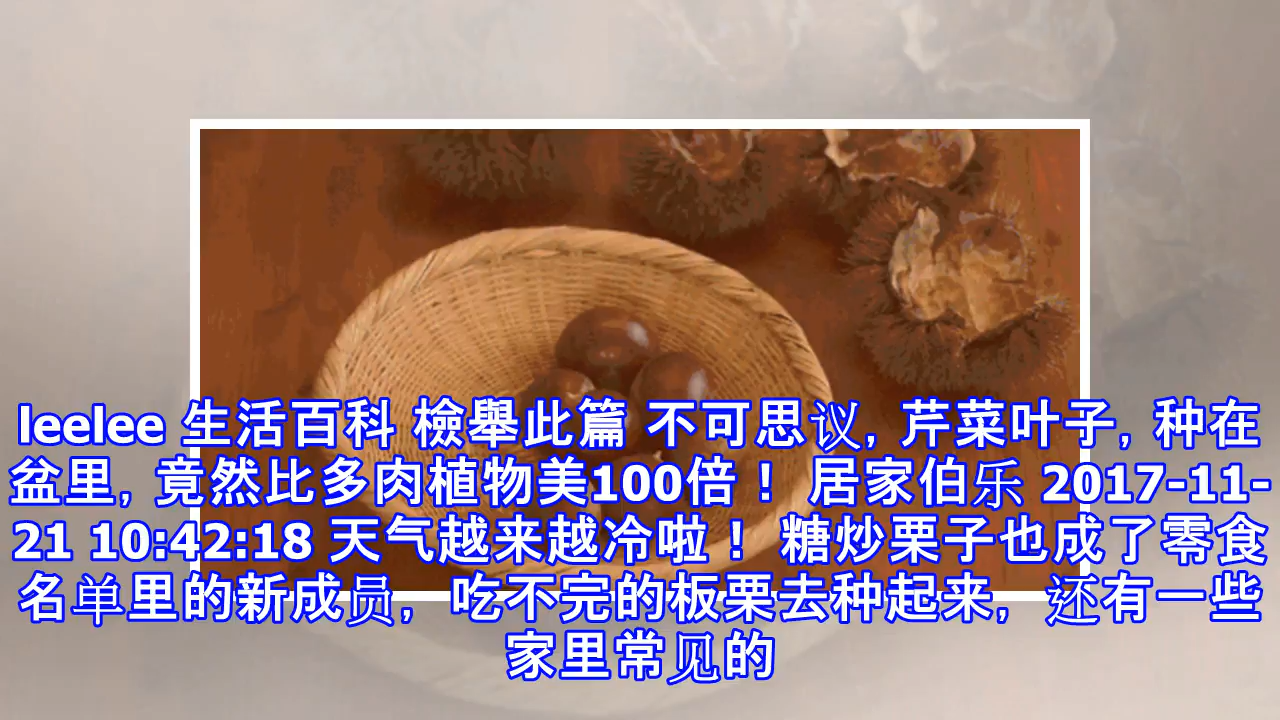 leelee 生活百科 檢舉此篇 不可思议, 芹菜叶子, 种在
盆里, 竟然比多肉植物美100倍！ 居家伯乐 2017-11-
21 10:42:18 天气越来越冷啦！ 糖炒栗子也成了零食
名单里的新成员， 吃不完的板栗去种起来， 还有一些
家里常见的